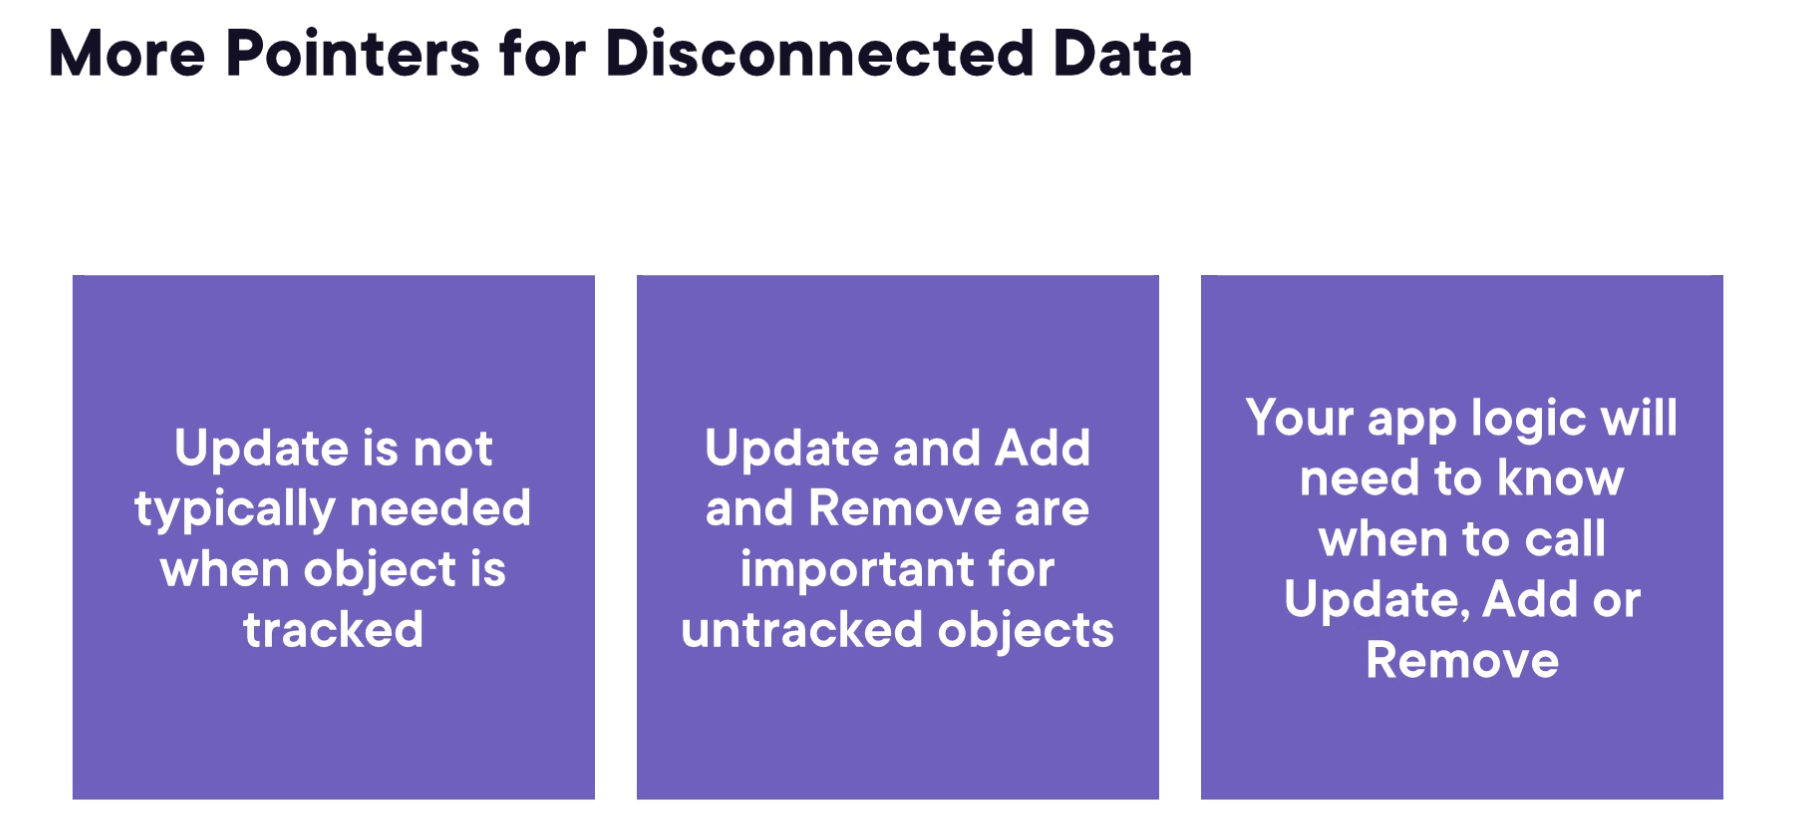 More Pointers for Disconnected Data
Update is not
typically needed
when object is
tracked
Update and Add
and Remove are
important for
untracked objects
Your app logic will
need to know
when to call
Update, Add or
Remove